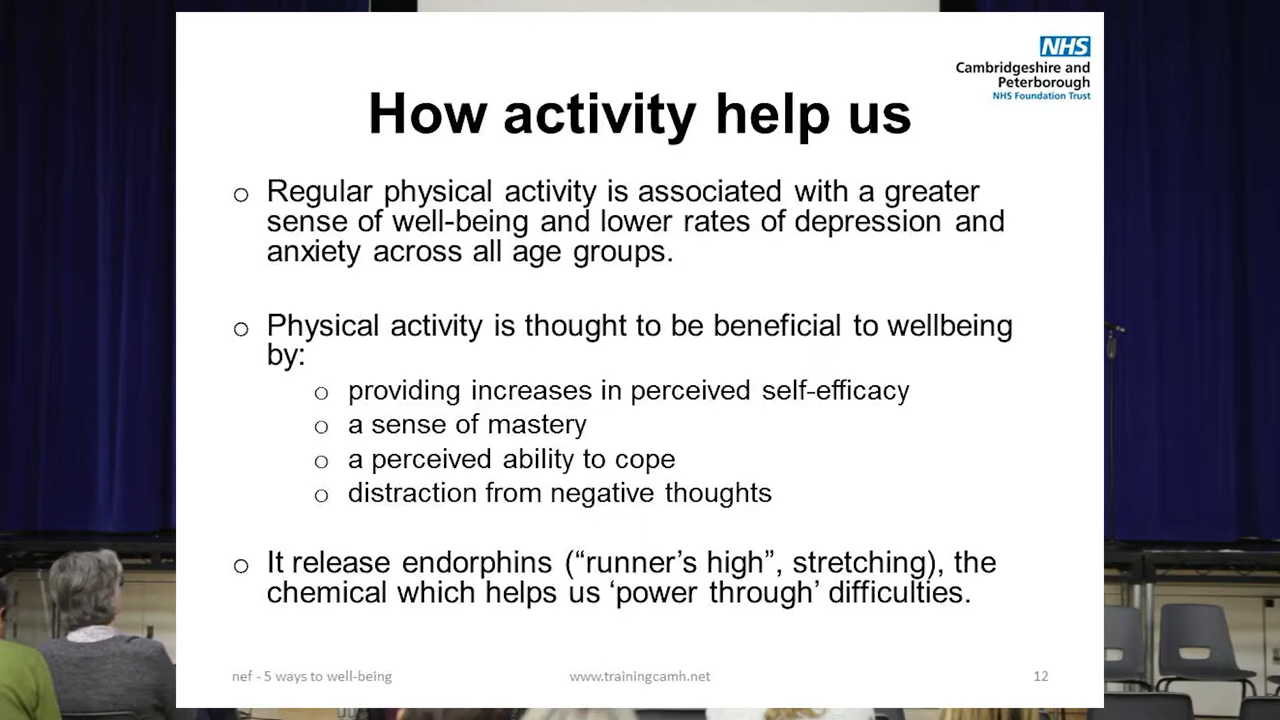 NHS
Cambridgeshire and
Peterborough
NHS Foundation Trust
How activity help us
o Regular physical activity is associated with a greater
sense of well-being and lower rates of depression and
anxiety across all age groups.
o Physical activity is thought to be beneficial to wellbeing
by:
o providing increases in perceived self-efficacy
o a sense of mastery
o a perceived ability to cope
o distraction from negative thoughts
o It release endorphins (“runner’s high”, stretching), the
chemical which helps us ‘power through’ difficulties.
nef - 5 ways to well-being www.trainingcamh.net 12